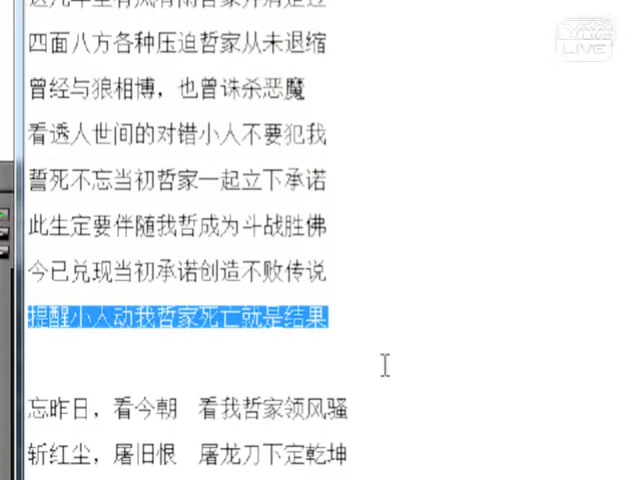 四面八方各种压迫哲家从未退缩
曾经与狼相博，也曾诛杀恶魔
看透人世间的对错小人不要犯我
誓死不忘当初哲家一起立下承诺
此生定要伴随我哲成为斗战胜佛
今已兑现当初承诺创造不败传说
提醒小人动我哲家死亡就是结果
忘昨日，看今朝　看我哲家领风骚
斩红尘，屠旧恨　屠龙刀下定乾坤
LIVE